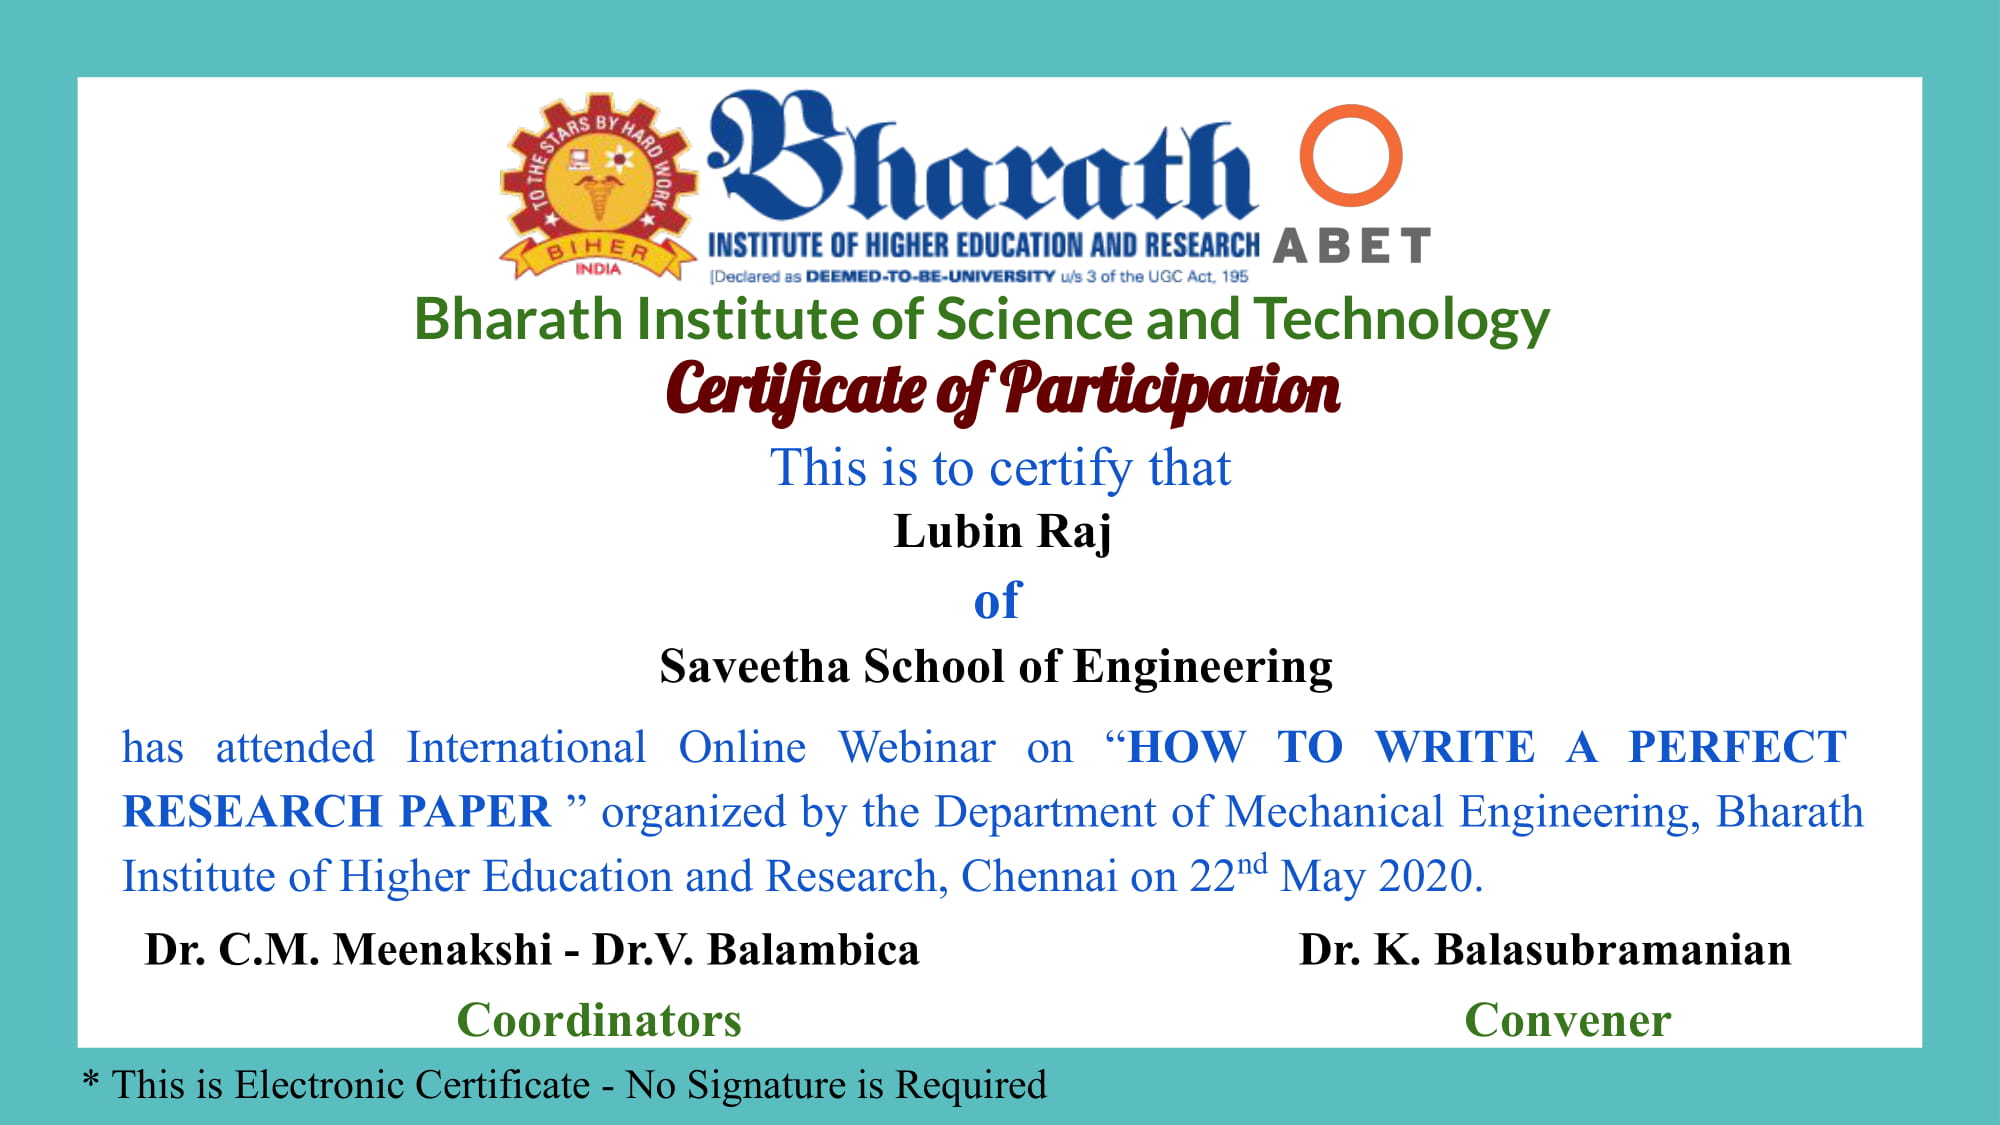 TO THE STARS BY HARD WORK
BIHER
INDIA
Bharath
INSTITUTE OF HIGHER EDUCATION AND RESEARCH
[Declared as DEEMED-TO-BE-UNIVERSITY u/s 3 of the UGC Act, 195
ABET
Bharath Institute of Science and Technology
Certificate of Participation
This is to certify that
Lubin Raj
of
Saveetha School of Engineering
has attended International Online Webinar on “HOW TO WRITE A PERFECT
RESEARCH PAPER ” organized by the Department of Mechanical Engineering, Bharath
Institute of Higher Education and Research, Chennai on 22nd May 2020.
Dr. C.M. Meenakshi - Dr.V. Balambica
Dr. K. Balasubramanian
Coordinators
Convener
* This is Electronic Certificate - No Signature is Required